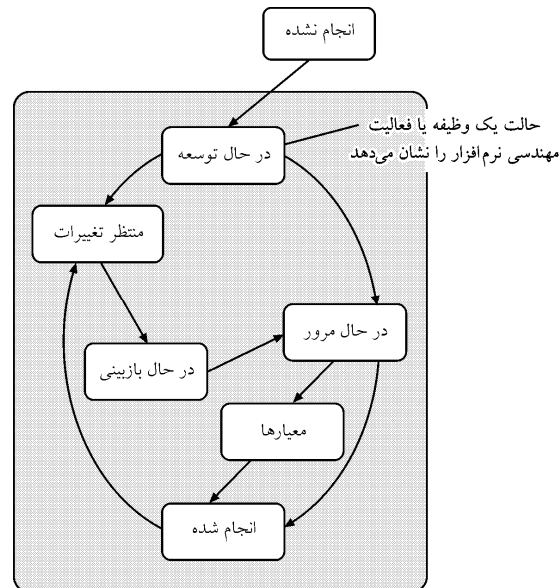 انجام نشده
حالت یک وظیفه یا فعالیت
مهندسی نرم‌افزار را نشان می‌دهد
در حال توسعه
منتظر تغییرات
در حال مرور
در حال بازبینی
معیارها
انجام شده